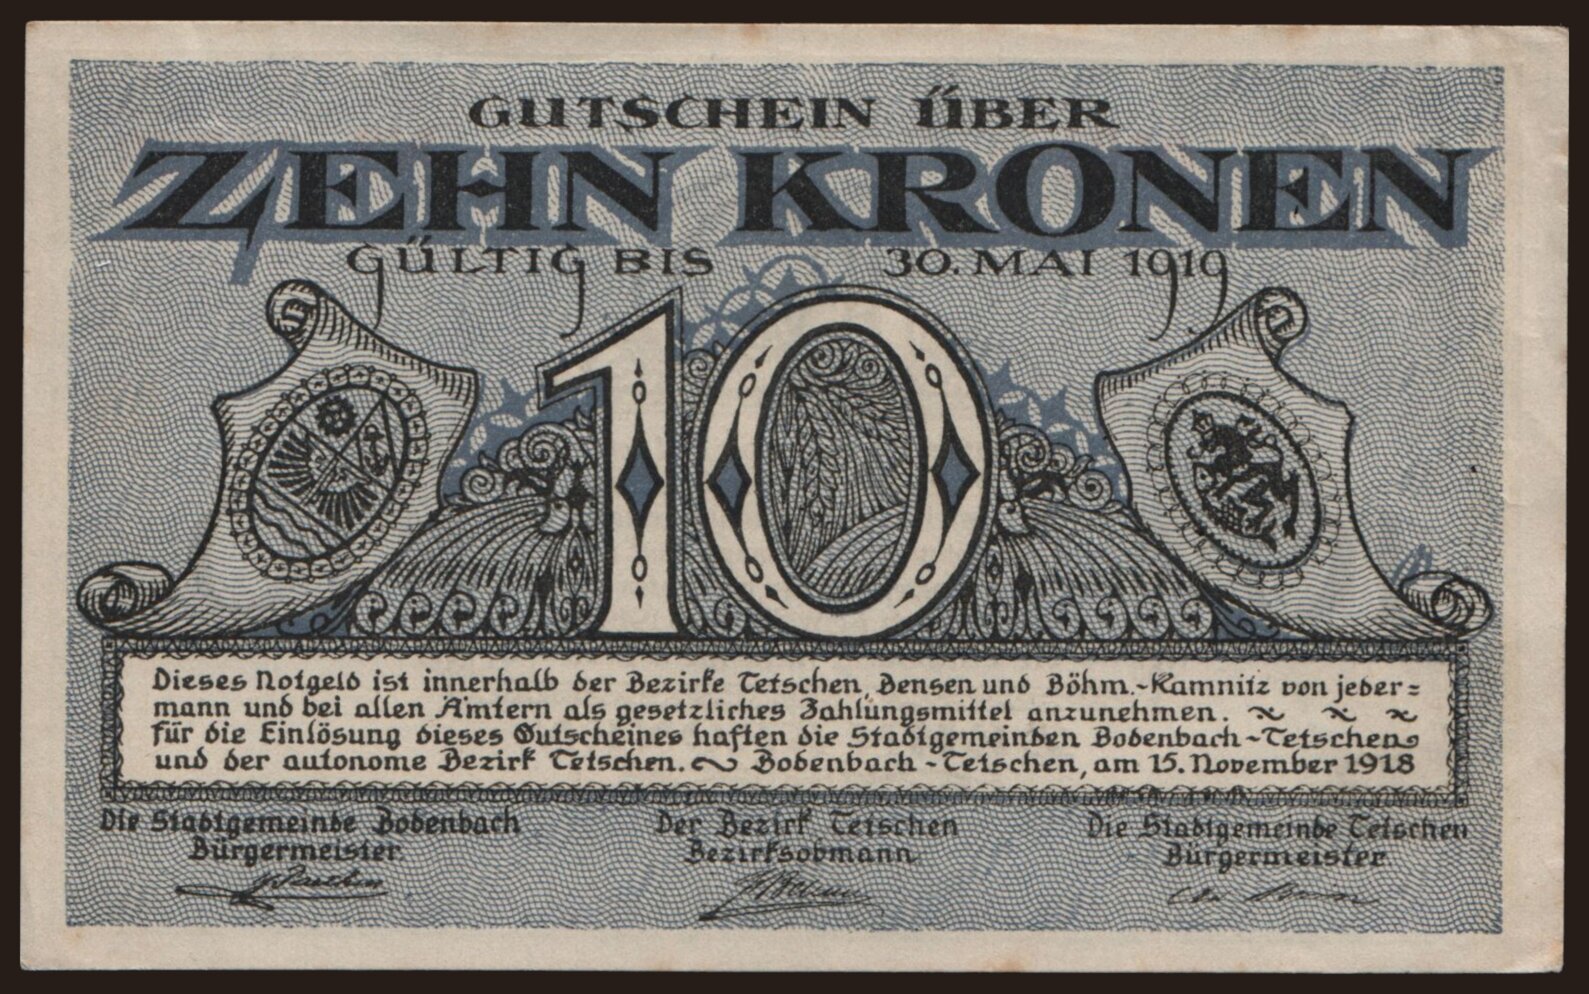 GUTSCHEIN ÜBER
ZEHN KRONEN
GÜLTIG BIS 30. MAI 1919
10
Dieses Notgeld ist innerhalb der Bezirke Tetschen, Bensen und Böhm.-Kamnitz von jeder=
mann und bei allen Ämtern als gesetzliches Zahlungsmittel anzunehmen.
für die Einlösung dieses Gutscheines haften die Stadtgemeinden Bodenbach-Tetschen
und der autonome Bezirk Tetschen. Bodenbach-Tetschen, am 15. November 1918
Die Stadtgemeinde Bodenbach
Bürgermeister
Der Bezirk Tetschen
Bezirksobmann
Die Stadtgemeinde Tetschen
Bürgermeister